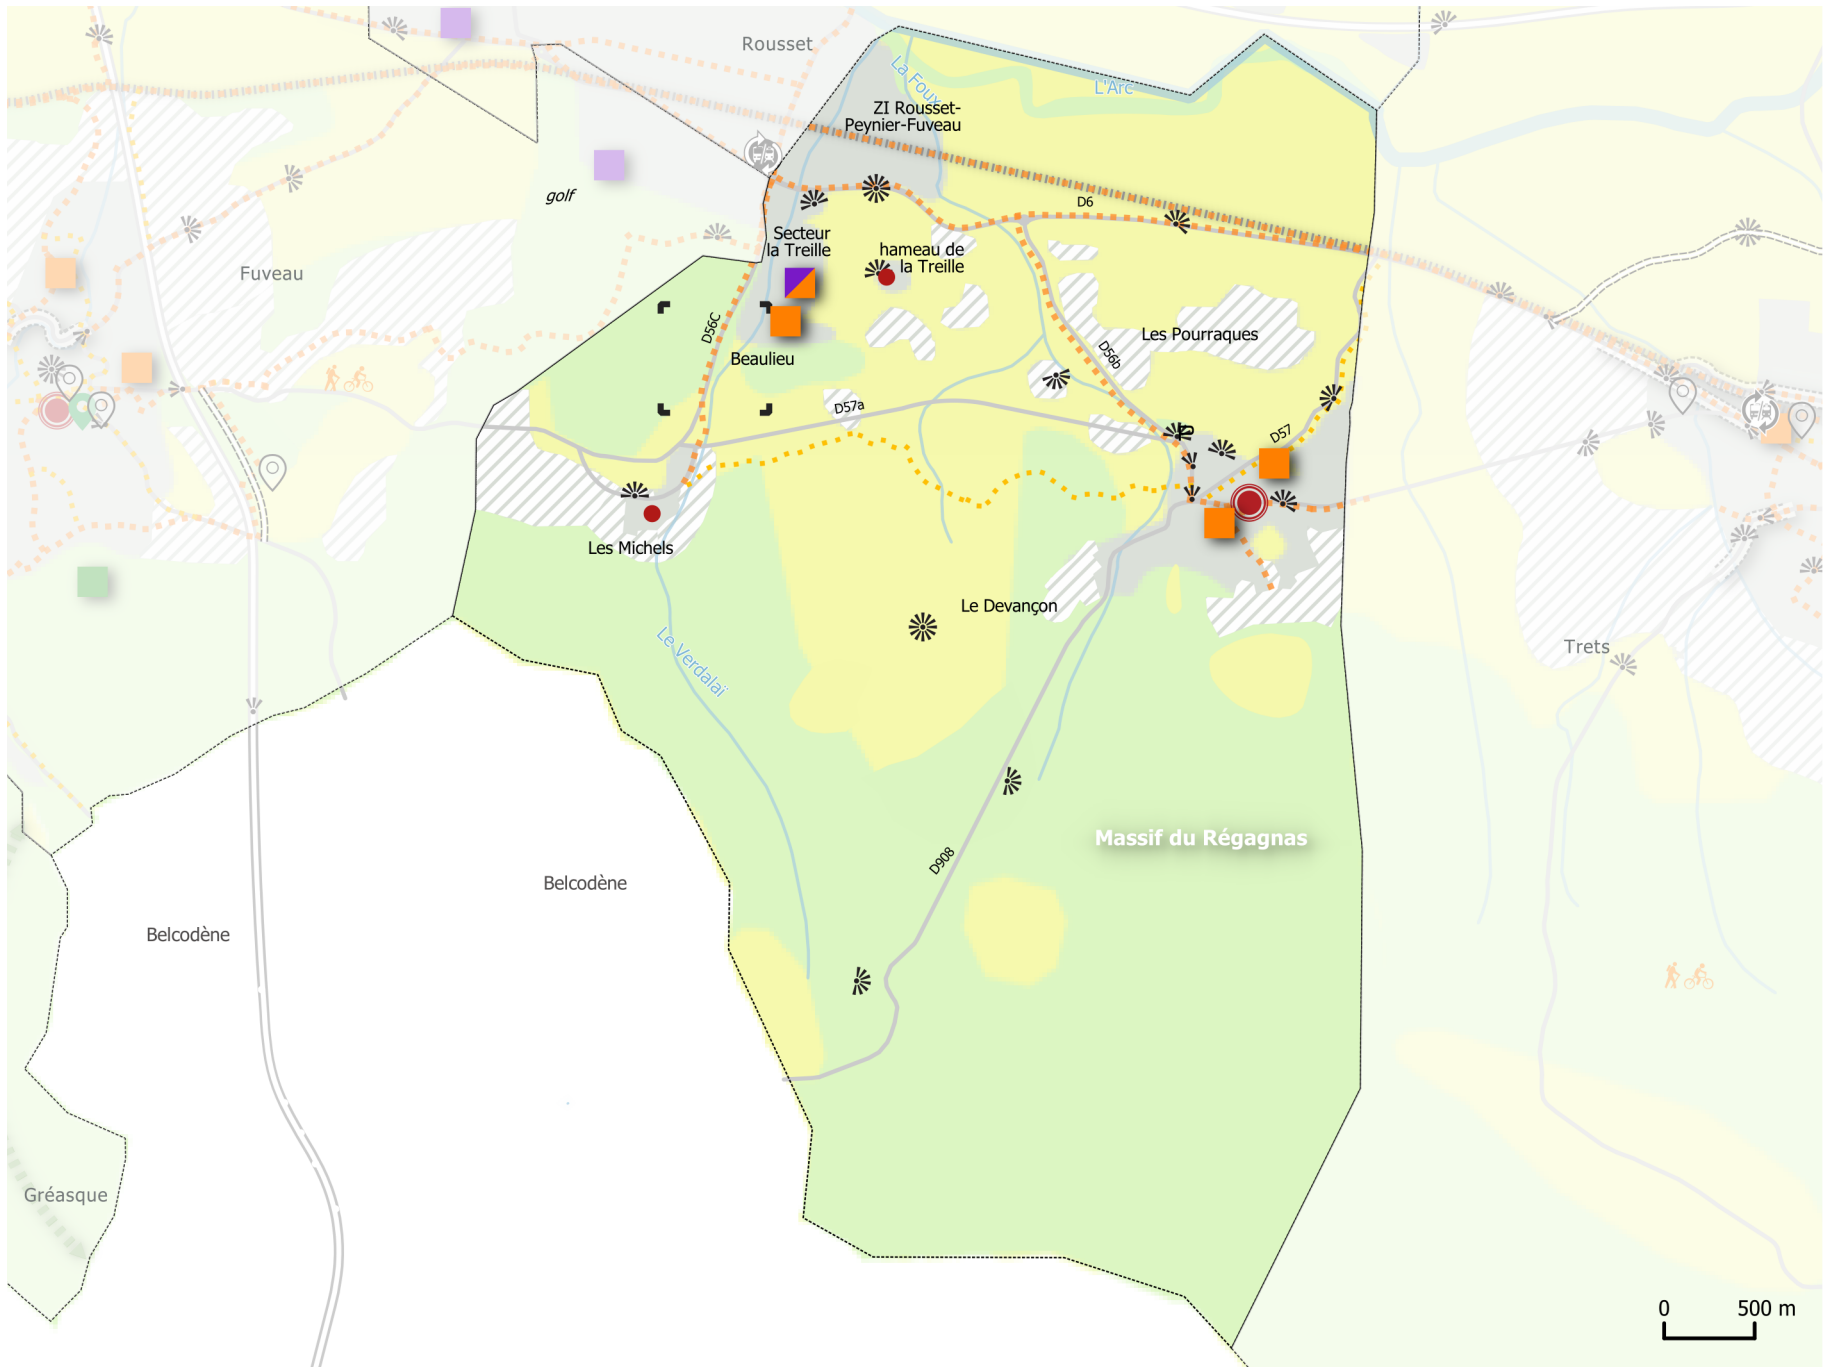 Rousset
La Foux
L'Arc
ZI Rousset-
Peynier-Fuveau
golf
D6
Secteur
la Treille
hameau de
la Treille
Fuveau
D56C
Les Pourraques
Beaulieu
D56b
D57a
D57
Les Michels
Le Devançon
Le Verdalaï
Trets
Massif du Régagnas
D908
Belcodène
Belcodène
Gréasque
0
500 m